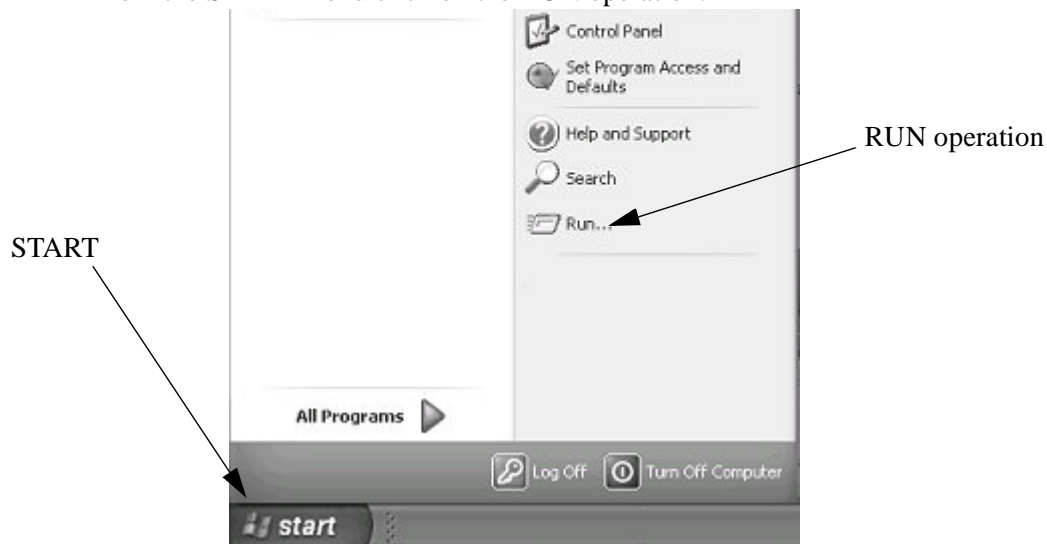 Control Panel
Set Program Access and
Defaults
Help and Support
RUN operation
Search
Run...
START
All Programs
Log Off
Turn Off Computer
start